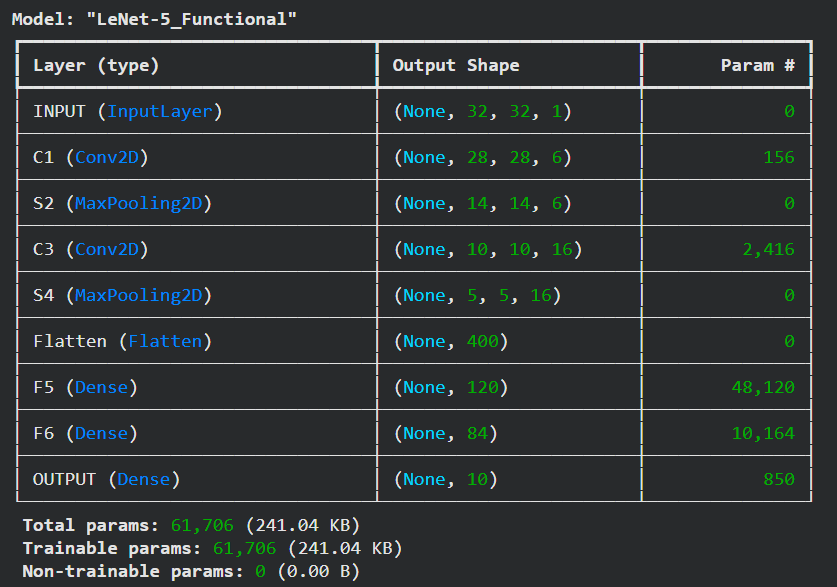 Model: "LeNet-5_Functional"
Layer (type) Output Shape Param #
INPUT (InputLayer) (None, 32, 32, 1) 0
C1 (Conv2D) (None, 28, 28, 6) 156
S2 (MaxPooling2D) (None, 14, 14, 6) 0
C3 (Conv2D) (None, 10, 10, 16) 2,416
S4 (MaxPooling2D) (None, 5, 5, 16) 0
Flatten (Flatten) (None, 400) 0
F5 (Dense) (None, 120) 48,120
F6 (Dense) (None, 84) 10,164
OUTPUT (Dense) (None, 10) 850
Total params: 61,706 (241.04 KB)
Trainable params: 61,706 (241.04 KB)
Non-trainable params: 0 (0.00 B)